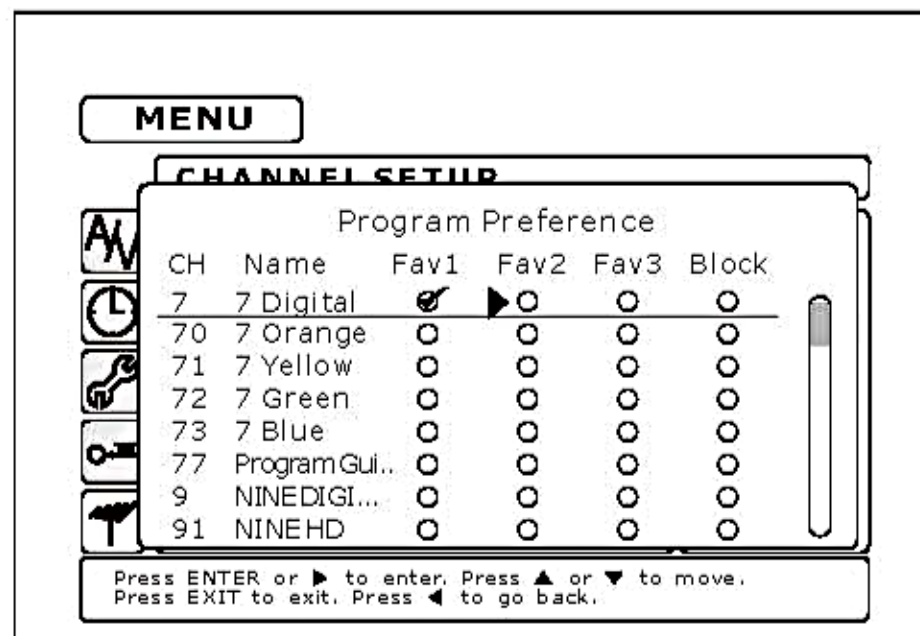 MENU
CHANNEL SETUP
Program Preference
CH Name Fav1 Fav2 Fav3 Block
7 7 Digital
70 7 Orange
71 7 Yellow
72 7 Green
73 7 Blue
77 Program Gui..
9 NINEDIGI...
91 NINE HD
AV
Press ENTER or ▶ to enter. Press ▲ or ▼ to move.
Press EXIT to exit. Press ◀ to go back.